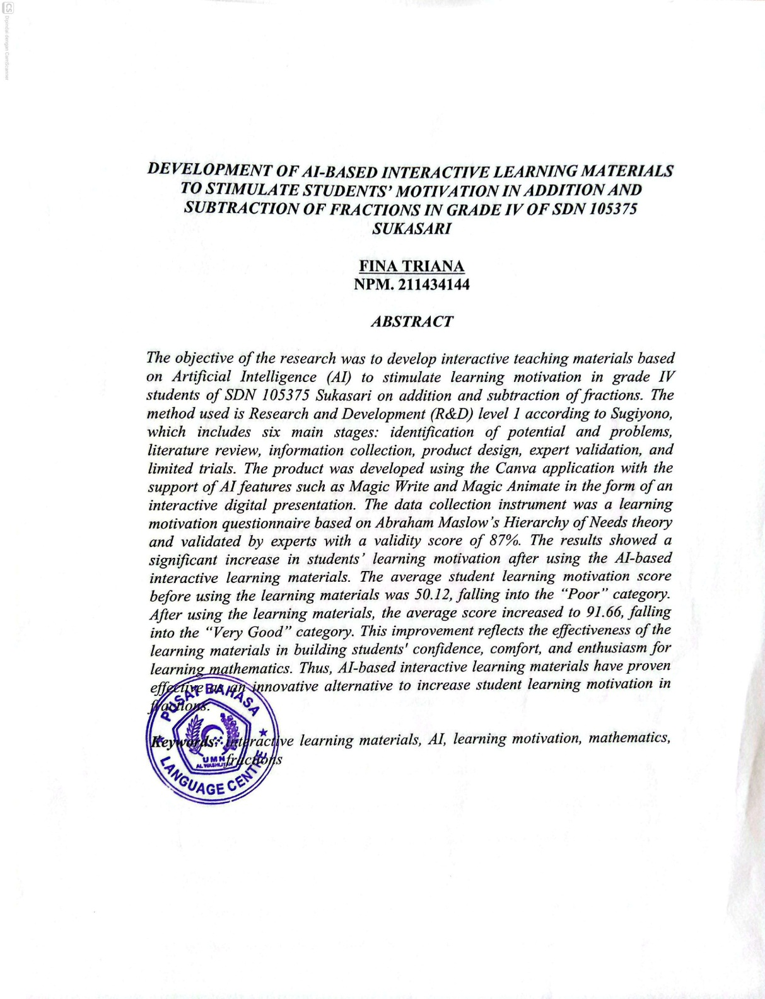 CS Dipindai dengan CamScanner
DEVELOPMENT OF AI-BASED INTERACTIVE LEARNING MATERIALS
TO STIMULATE STUDENTS’ MOTIVATION IN ADDITION AND
SUBTRACTION OF FRACTIONS IN GRADE IV OF SDN 105375
SUKASARI
FINA TRIANA
NPM. 211434144
ABSTRACT
The objective of the research was to develop interactive teaching materials based
on Artificial Intelligence (AI) to stimulate learning motivation in grade IV
students of SDN 105375 Sukasari on addition and subtraction of fractions. The
method used is Research and Development (R&D) level 1 according to Sugiyono,
which includes six main stages: identification of potential and problems,
literature review, information collection, product design, expert validation, and
limited trials. The product was developed using the Canva application with the
support of AI features such as Magic Write and Magic Animate in the form of an
interactive digital presentation. The data collection instrument was a learning
motivation questionnaire based on Abraham Maslow’s Hierarchy of Needs theory
and validated by experts with a validity score of 87%. The results showed a
significant increase in students’ learning motivation after using the AI-based
interactive learning materials. The average student learning motivation score
before using the learning materials was 50.12, falling into the “Poor” category.
After using the learning materials, the average score increased to 91.66, falling
into the “Very Good” category. This improvement reflects the effectiveness of the
learning materials in building students' confidence, comfort, and enthusiasm for
learning mathematics. Thus, AI-based interactive learning materials have proven
effective as an innovative alternative to increase student learning motivation in
fractions.
Keywords: interactive learning materials, AI, learning motivation, mathematics,
fractions
PUSAT BAHASA
UMN
AL WASHLIYAH
LANGUAGE CENTRE